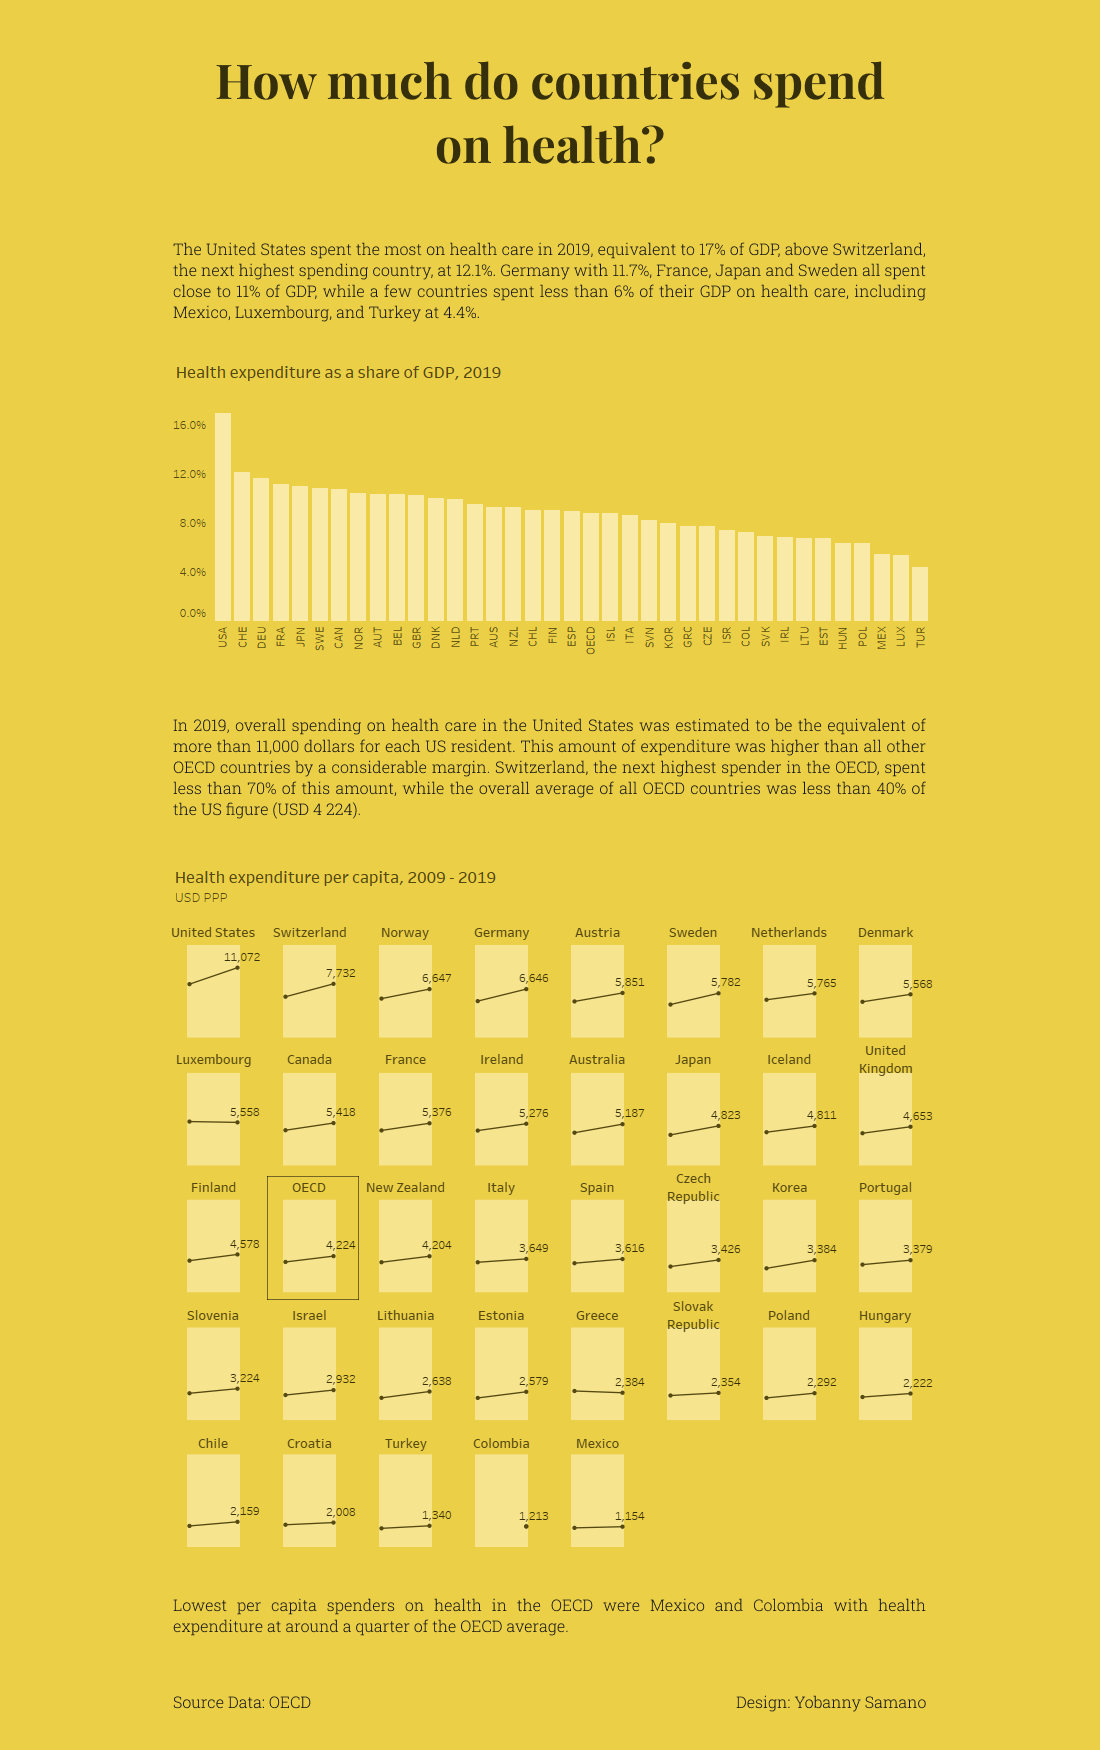 How much do countries spend
on health?
The United States spent the most on health care in 2019, equivalent to 17% of GDP, above Switzerland,
the next highest spending country, at 12.1%. Germany with 11.7%, France, Japan and Sweden all spent
close to 11% of GDP, while a few countries spent less than 6% of their GDP on health care, including
Mexico, Luxembourg, and Turkey at 4.4%.
Health expenditure as a share of GDP, 2019
16.0%
12.0%
8.0%
4.0%
0.0%
USA CHE DEU FRA JPN SWE CAN NOR AUT BEL GBR DNK NLD PRT AUS NZL CHL FIN ESP OECD ISL ITA SVN KOR GRC CZE ISR COL SVK IRL LTU EST HUN POL MEX LUX TUR
In 2019, overall spending on health care in the United States was estimated to be the equivalent of
more than 11,000 dollars for each US resident. This amount of expenditure was higher than all other
OECD countries by a considerable margin. Switzerland, the next highest spender in the OECD, spent
less than 70% of this amount, while the overall average of all OECD countries was less than 40% of
the US figure (USD 4 224).
Health expenditure per capita, 2009 - 2019
USD PPP
United States Switzerland Norway Germany Austria Sweden Netherlands Denmark
11,072 7,732 6,647 6,646 5,851 5,782 5,765 5,568
Luxembourg Canada France Ireland Australia Japan Iceland United
Kingdom
5,558 5,418 5,376 5,276 5,187 4,823 4,811 4,653
Finland OECD New Zealand Italy Spain Czech
Republic Korea Portugal
4,578 4,224 4,204 3,649 3,616 3,426 3,384 3,379
Slovenia Israel Lithuania Estonia Greece Slovak
Republic Poland Hungary
3,224 2,932 2,638 2,579 2,384 2,354 2,292 2,222
Chile Croatia Turkey Colombia Mexico
2,159 2,008 1,340 1,213 1,154
Lowest per capita spenders on health in the OECD were Mexico and Colombia with health
expenditure at around a quarter of the OECD average.
Source Data: OECD
Design: Yobanny Samano